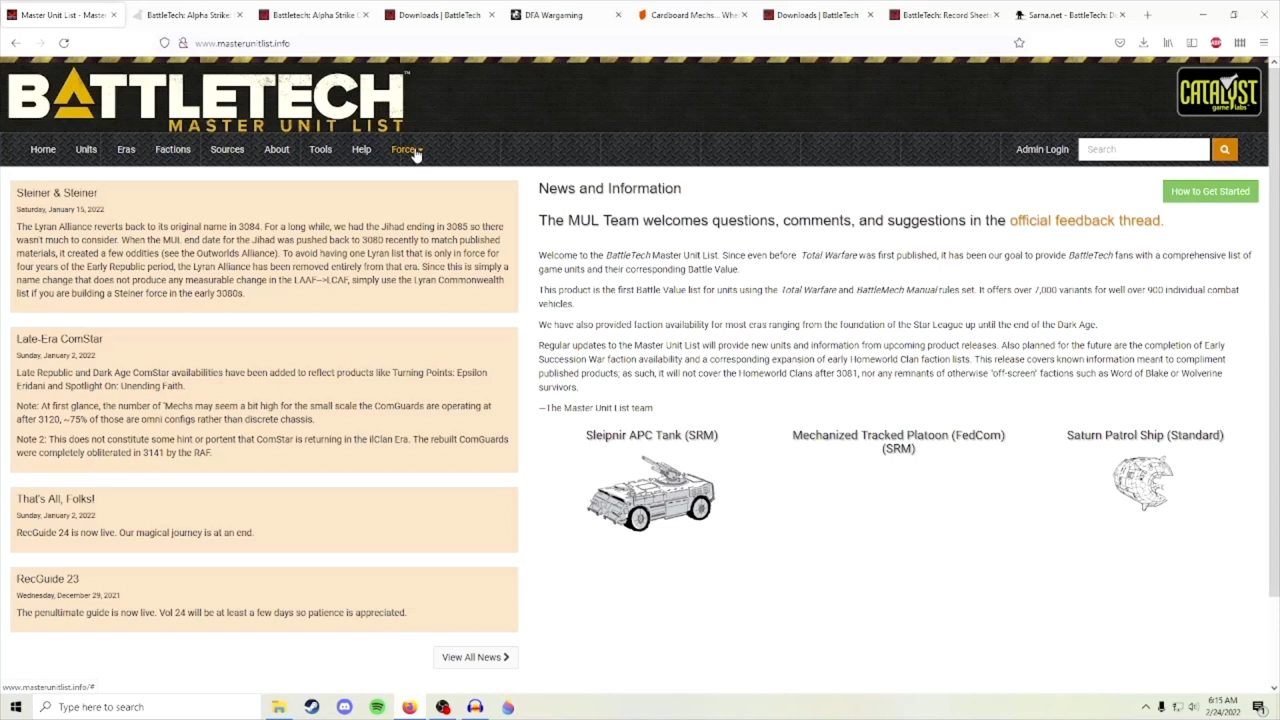 Master Unit List - Master
BattleTech: Alpha Strike:
Battletech: Alpha Strike C
Downloads | BattleTech
DFA Wargaming
Cardboard Mechs... Whe
Downloads | BattleTech
BattleTech: Record Sheet
Sarna.net - BattleTech: D
www.masterunitlist.info
BATTLETECH
MASTER UNIT LIST
CATALYST
game labs
Home
Units
Eras
Factions
Sources
About
Tools
Help
Force
Admin Login
Search
Steiner & Steiner
Saturday, January 15, 2022
The Lyran Alliance reverts back to its original name in 3084. For a long while, we had the Jihad ending in 3085 so there
wasn't much to consider. When the MUL end date for the Jihad was pushed back to 3080 recently to match published
materials, it created a few oddities (see the Outworlds Alliance). To avoid having one Lyran list that is only in force for
four years of the Early Republic period, the Lyran Alliance has been removed entirely from that era. Since this is simply a
name change that does not produce any measurable change in the LAAF-->LCAF, simply use the Lyran Commonwealth
list if you are building a Steiner force in the early 3080s.
Late-Era ComStar
Sunday, January 2, 2022
Late Republic and Dark Age ComStar availabilities have been added to reflect products like Turning Points: Epsilon
Eridani and Spotlight On: Unending Faith.
Note: At first glance, the number of 'Mechs may seem a bit high for the small scale the ComGuards are operating at
after 3120, ~75% of those are omni configs rather than discrete chassis.
Note 2: This does not constitute some hint or portent that ComStar is returning in the ilClan Era. The rebuilt ComGuards
were completely obliterated in 3141 by the RAF.
That's All, Folks!
Sunday, January 2, 2022
RecGuide 24 is now live. Our magical journey is at an end.
RecGuide 23
Wednesday, December 29, 2021
The penultimate guide is now live. Vol 24 will be at least a few days so patience is appreciated.
View All News
News and Information
How to Get Started
The MUL Team welcomes questions, comments, and suggestions in the official feedback thread.
Welcome to the BattleTech Master Unit List. Since even before Total Warfare was first published, it has been our goal to provide BattleTech fans with a comprehensive list of
game units and their corresponding Battle Value.
This product is the first Battle Value list for units using the Total Warfare and BattleMech Manual rules set. It offers over 7,000 variants for well over 900 individual combat
vehicles.
We have also provided faction availability for most eras ranging from the foundation of the Star League up until the end of the Dark Age.
Regular updates to the Master Unit List will provide new units and information from upcoming product releases. Also planned for the future are the completion of Early
Succession War faction availability and a corresponding expansion of early Homeworld Clan faction lists. This release covers known information meant to compliment
published products; as such, it will not cover the Homeworld Clans after 3081, nor any remnants of otherwise 'off-screen' factions such as Word of Blake or Wolverine
survivors.
—The Master Unit List team
Sleipnir APC Tank (SRM)
Mechanized Tracked Platoon (FedCom)
(SRM)
Saturn Patrol Ship (Standard)
www.masterunitlist.info/#
Type here to search
6:15 AM
2/24/2022